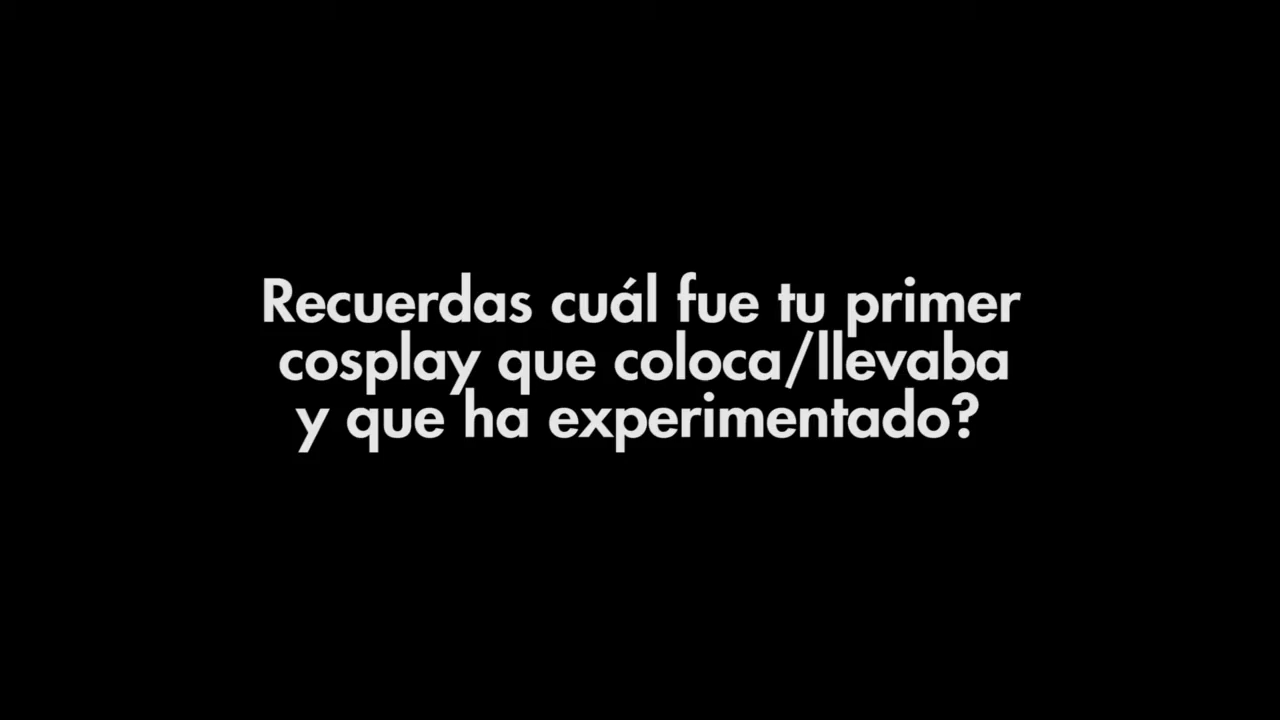 Recuerdas cuál fue tu primer
cosplay que coloca/llevaba
y que ha experimentado?